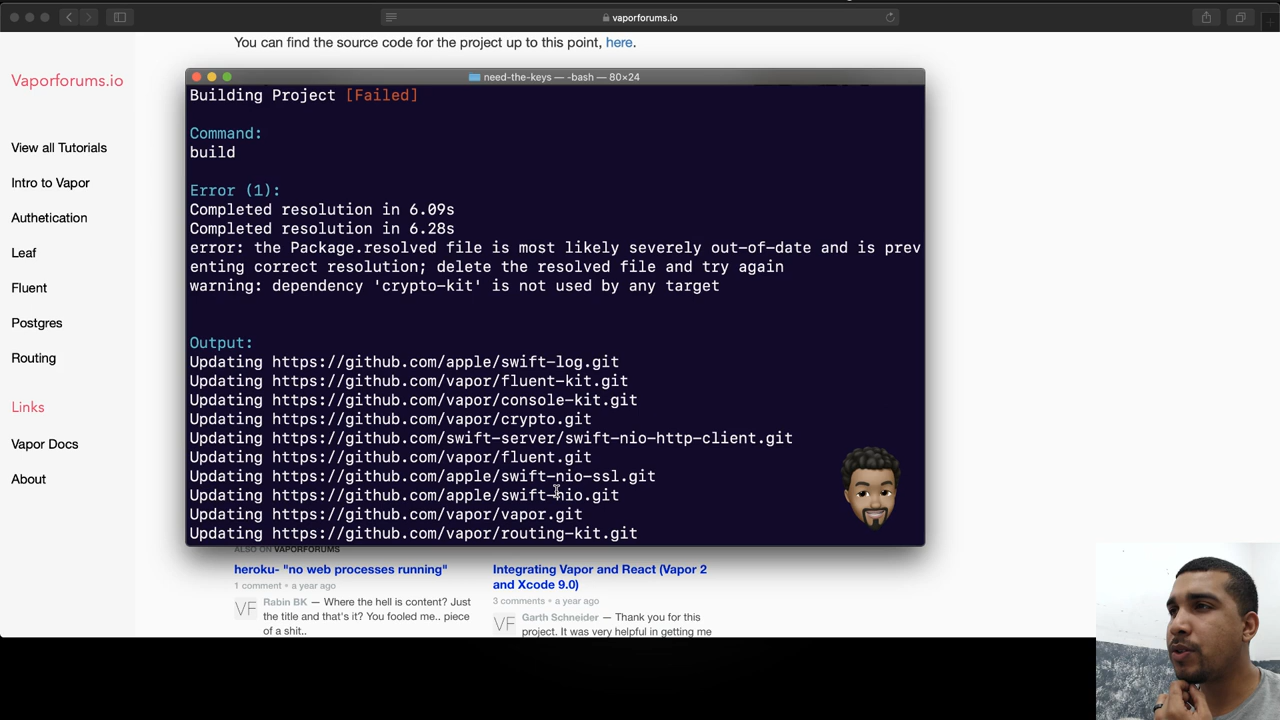 vaporforums.io
You can find the source code for the project up to this point, here.
Vaporforums.io
View all Tutorials
Intro to Vapor
Authetication
Leaf
Fluent
Postgres
Routing
Links
Vapor Docs
About
need-the-keys — -bash — 80×24
Building Project [Failed]
Command:
build
Error (1):
Completed resolution in 6.09s
Completed resolution in 6.28s
error: the Package.resolved file is most likely severely out-of-date and is prev
enting correct resolution; delete the resolved file and try again
warning: dependency 'crypto-kit' is not used by any target
Output:
Updating https://github.com/apple/swift-log.git
Updating https://github.com/vapor/fluent-kit.git
Updating https://github.com/vapor/console-kit.git
Updating https://github.com/vapor/crypto.git
Updating https://github.com/swift-server/swift-nio-http-client.git
Updating https://github.com/vapor/fluent.git
Updating https://github.com/apple/swift-nio-ssl.git
Updating https://github.com/apple/swift-nio.git
Updating https://github.com/vapor/vapor.git
Updating https://github.com/vapor/routing-kit.git
ALSO ON VAPORFORUMS
heroku- "no web processes running"
1 comment • a year ago
VF
Rabin BK — Where the hell is content? Just
the title and that's it? You fooled me.. piece
of a shit..
Integrating Vapor and React (Vapor 2
and Xcode 9.0)
3 comments • a year ago
VF
Garth Schneider — Thank you for this
project. It was very helpful in getting me